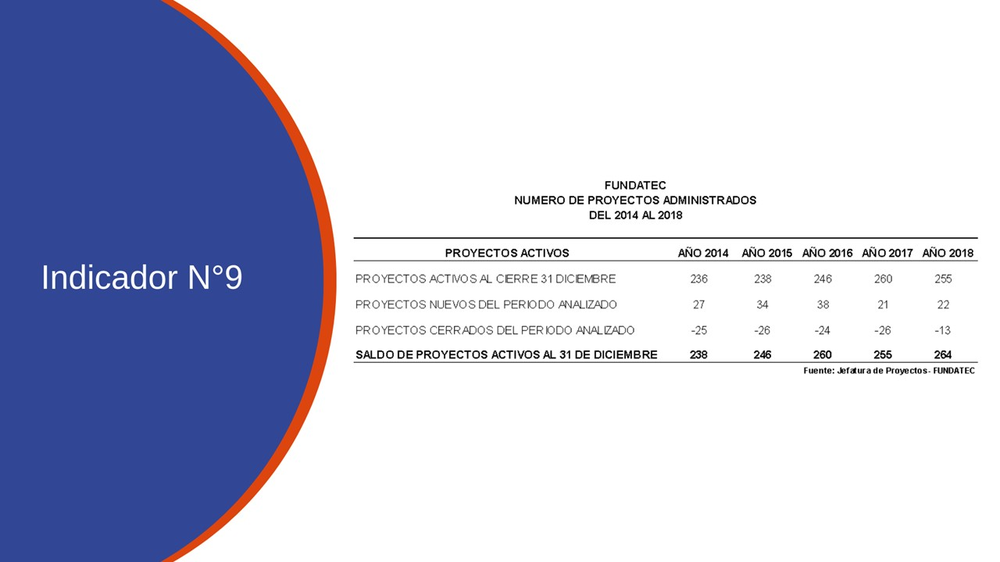 Indicador N°9
FUNDATEC
NUMERO DE PROYECTOS ADMINISTRADOS
DEL 2014 AL 2018
PROYECTOS ACTIVOS AÑO 2014 AÑO 2015 AÑO 2016 AÑO 2017 AÑO 2018
PROYECTOS ACTIVOS AL CIERRE 31 DICIEMBRE 236 238 246 260 255
PROYECTOS NUEVOS DEL PERIODO ANALIZADO 27 34 38 21 22
PROYECTOS CERRADOS DEL PERIODO ANALIZADO -25 -26 -24 -26 -13
SALDO DE PROYECTOS ACTIVOS AL 31 DE DICIEMBRE 238 246 260 255 264
Fuente: Jefatura de Proyectos - FUNDATEC